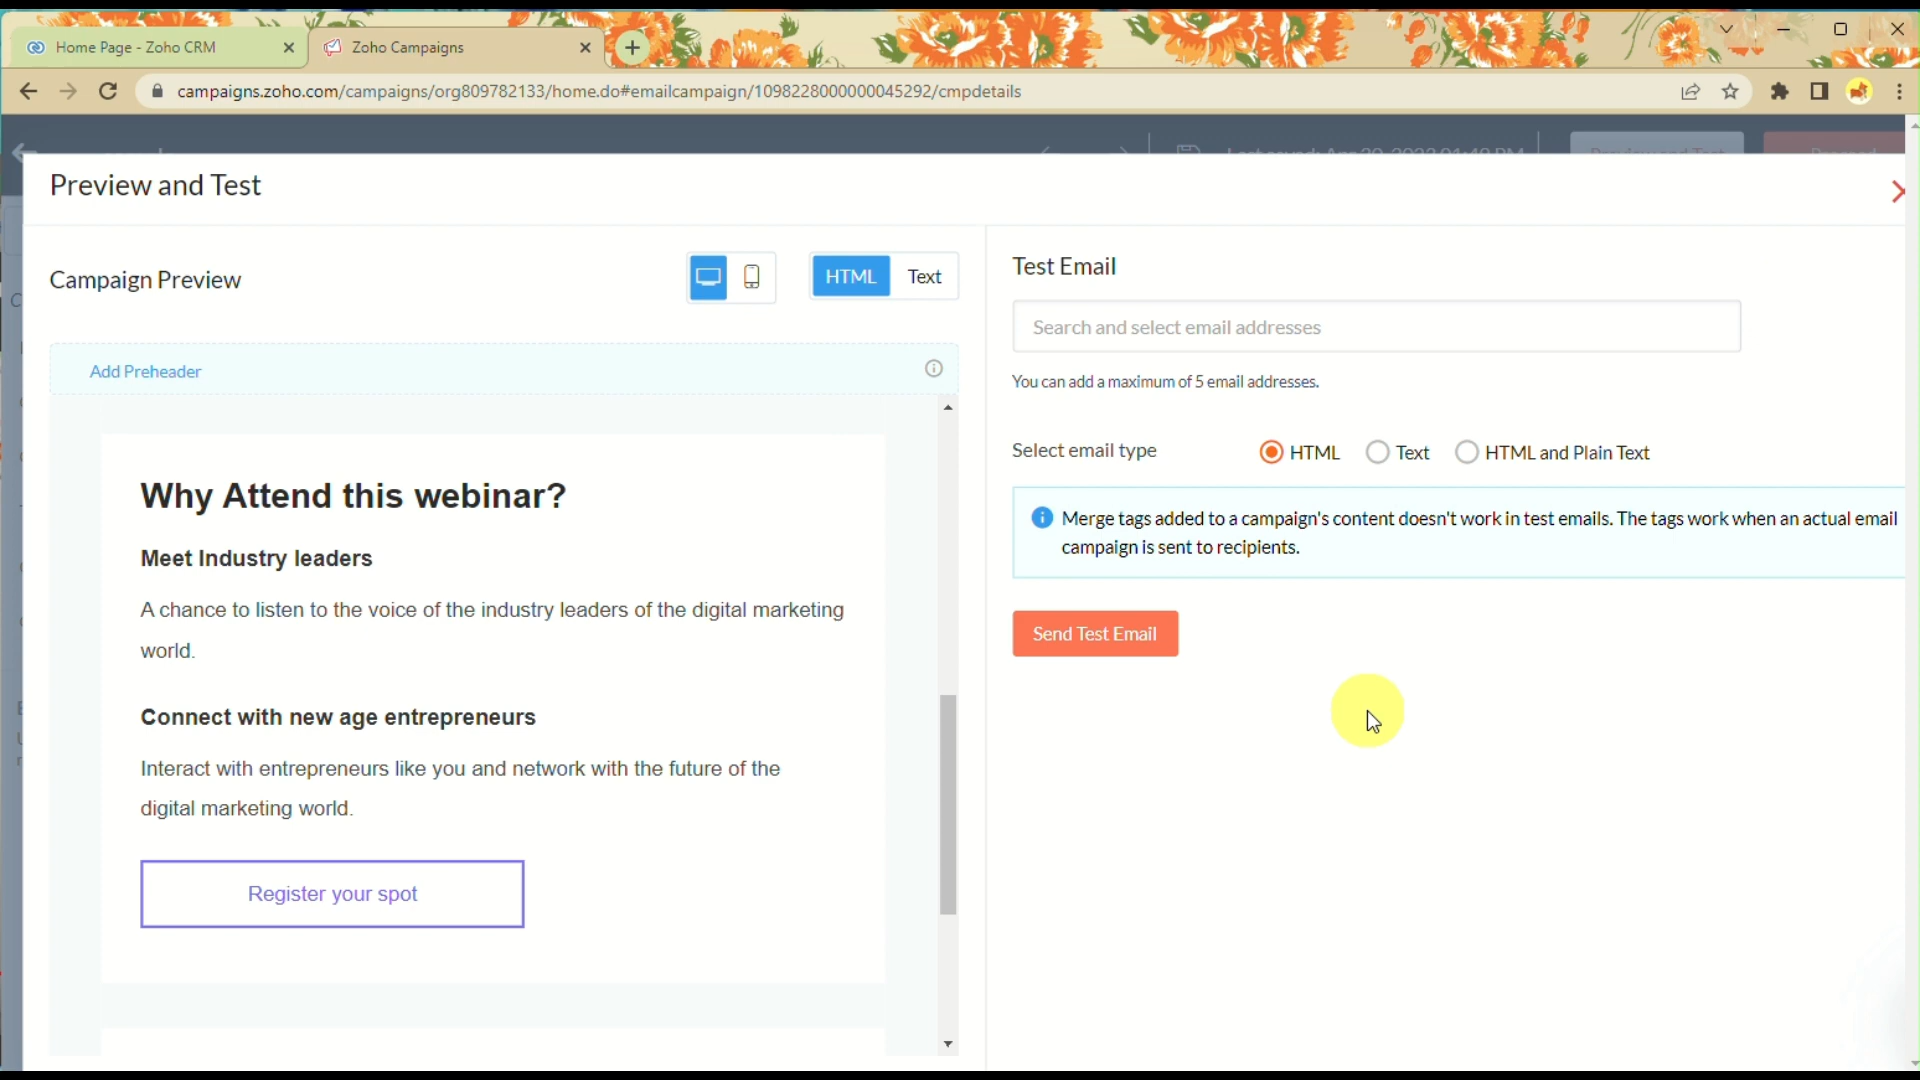 Home Page - Zoho CRM
Zoho Campaigns
campaigns.zoho.com/campaigns/org809782133/home.do#emailcampaign/1098228000000045292/cmpdetails
Preview and Test
Campaign Preview
HTML
Text
Test Email
Search and select email addresses
Add Preheader
You can add a maximum of 5 email addresses.
Select email type
HTML
Text
HTML and Plain Text
Why Attend this webinar?
Merge tags added to a campaign's content doesn't work in test emails. The tags work when an actual email
campaign is sent to recipients.
Meet Industry leaders
A chance to listen to the voice of the industry leaders of the digital marketing
world.
Send Test Email
Connect with new age entrepreneurs
Interact with entrepreneurs like you and network with the future of the
digital marketing world.
Register your spot